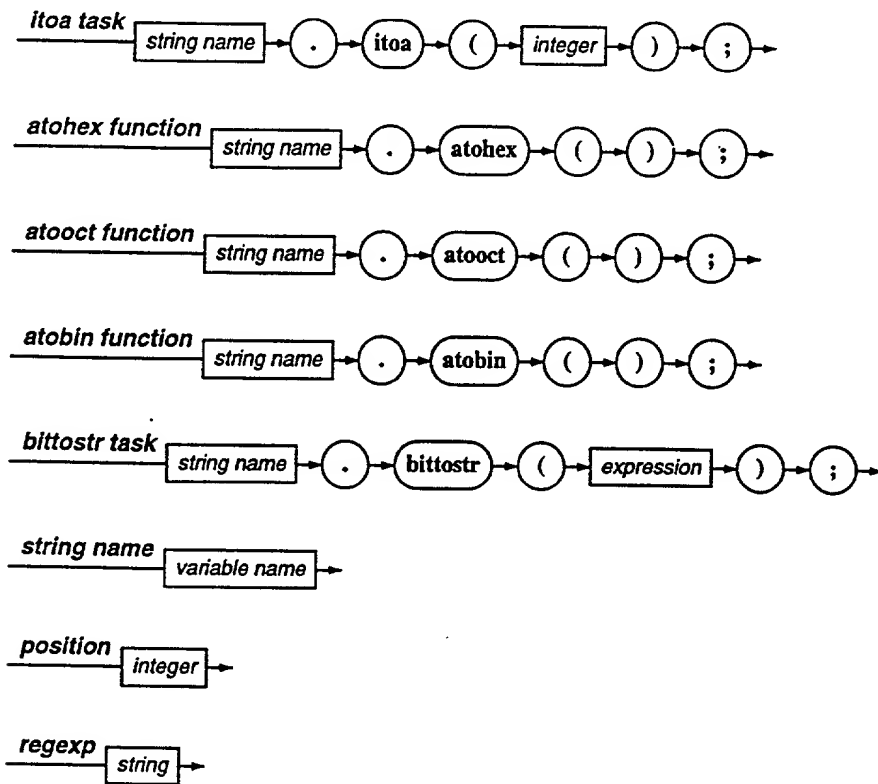 itoa task
string name . itoa ( integer ) ;
atohex function
string name . atohex ( ) ;
atooct function
string name . atooct ( ) ;
atobin function
string name . atobin ( ) ;
bittostr task
string name . bittostr ( expression ) ;
string name
variable name
position
integer
regexp
string